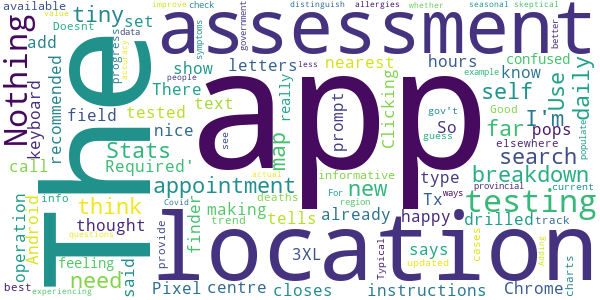 Doesnt
available
tiny
set
add
Nothing
keyboard
recommended
field
progress
daily
The
assessment
improve
check
distinguish
allergies
whether
seasonal
skeptical
value
data
accuracy
symptoms
people
government
better
less
example
show
letters
nearest
hours
confused
know
There
text
really
tested
nice
map
see
prompt
Clicking
gov't
So
guess
far
Good
pops
elsewhere
self
I'm
Use
search
populate
call
Stats
Required'
app
appointment
new
type
Tx
ways
happy
breakdown
testing
provincial
current
informative
For
region
actual
info
Android
think
thought
making
trend
deaths
already
drilled
track
operation
finder
tells
Covid
provide
location
3XL
says
Typical
cases
updated
Adding
charts
best
feeling
said
need
questions
experiencing
Pixel
centre
closes
instructions
Chrome